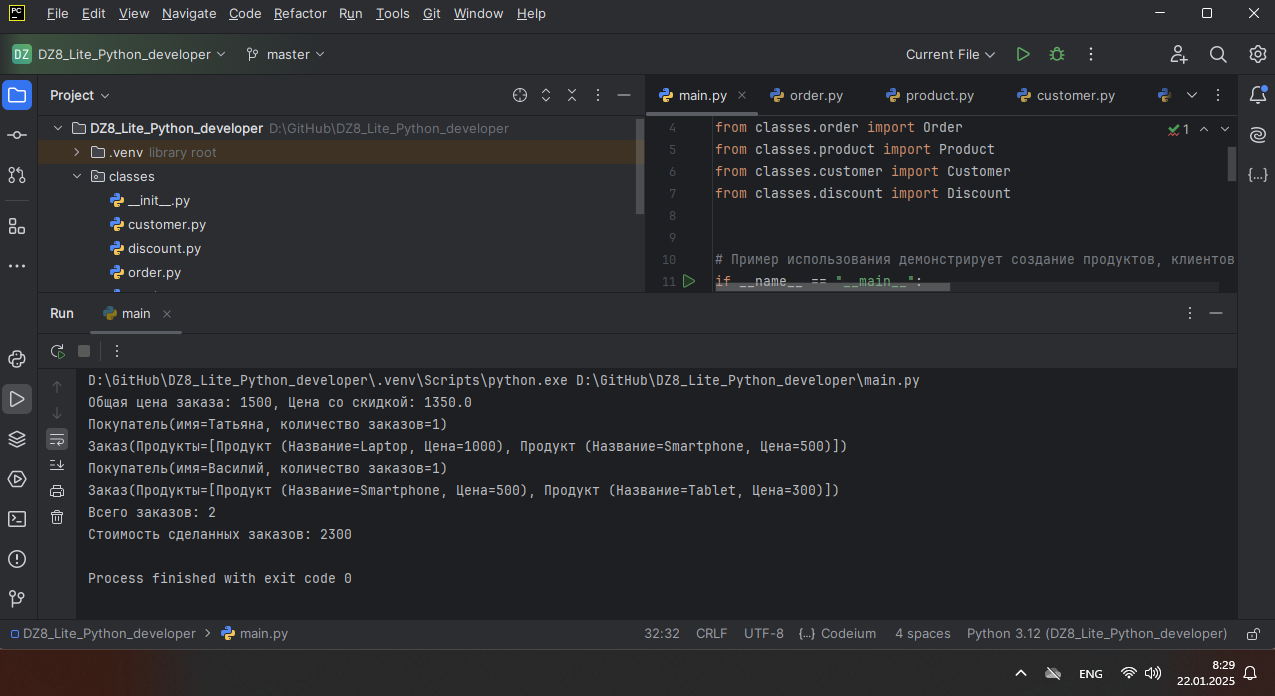 PC File Edit View Navigate Code Refactor Run Tools Git Window Help
DZ DZ8_Lite_Python_developer master Current File
Project
DZ8_Lite_Python_developer D:\GitHub\DZ8_Lite_Python_developer
.venv library root
classes
__init__.py
customer.py
discount.py
order.py
main.py order.py product.py customer.py
1
4 from classes.order import Order
5 from classes.product import Product
6 from classes.customer import Customer
7 from classes.discount import Discount
8
9
10 # Пример использования демонстрирует создание продуктов, клиентов
11 if __name__ == "__main__":
Run main
D:\GitHub\DZ8_Lite_Python_developer\.venv\Scripts\python.exe D:\GitHub\DZ8_Lite_Python_developer\main.py
Общая цена заказа: 1500, Цена со скидкой: 1350.0
Покупатель(имя=Татьяна, количество заказов=1)
Заказ(Продукты=[Продукт (Название=Laptop, Цена=1000), Продукт (Название=Smartphone, Цена=500)])
Покупатель(имя=Василий, количество заказов=1)
Заказ(Продукты=[Продукт (Название=Smartphone, Цена=500), Продукт (Название=Tablet, Цена=300)])
Всего заказов: 2
Стоимость сделанных заказов: 2300
Process finished with exit code 0
DZ8_Lite_Python_developer > main.py 32:32 CRLF UTF-8 {...} Codeium 4 spaces Python 3.12 (DZ8_Lite_Python_developer)
ENG 8:29
22.01.2025